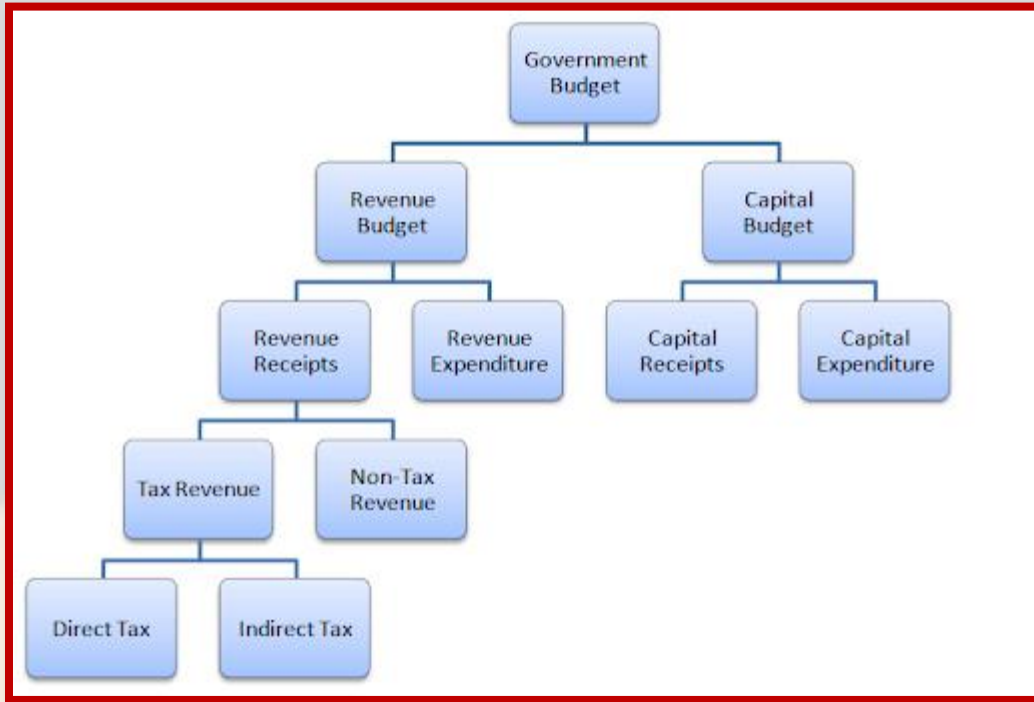 Government
Budget
Revenue
Budget
Capital
Budget
Revenue
Receipts
Revenue
Expenditure
Capital
Receipts
Capital
Expenditure
Tax Revenue
Non-Tax
Revenue
Direct Tax
Indirect Tax